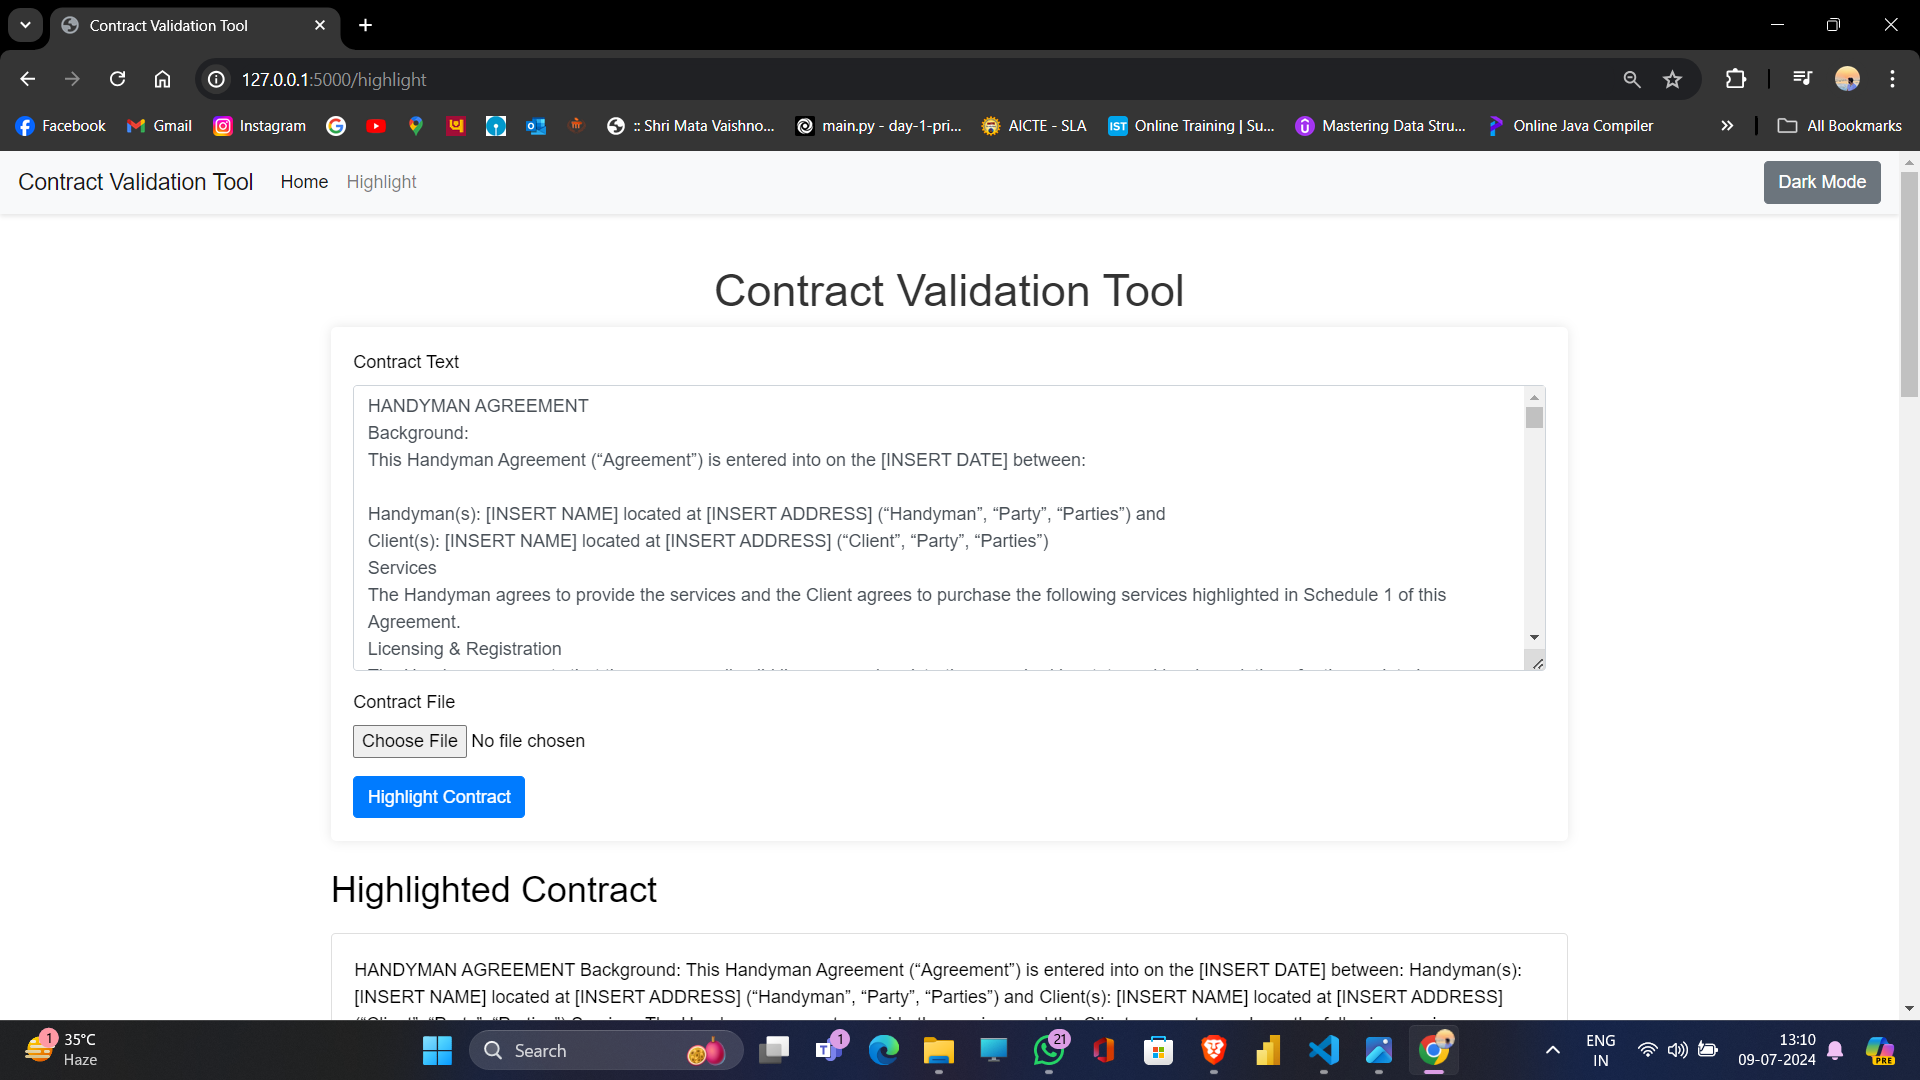 Contract Validation Tool
127.0.0.1:5000/highlight
Facebook Gmail Instagram :: Shri Mata Vaishno... main.py - day-1-pri... AICTE - SLA IST Online Training | Su... Mastering Data Stru... Online Java Compiler All Bookmarks
Contract Validation Tool Home Highlight Dark Mode
Contract Validation Tool
Contract Text
HANDYMAN AGREEMENT
Background:
This Handyman Agreement (“Agreement”) is entered into on the [INSERT DATE] between:
Handyman(s): [INSERT NAME] located at [INSERT ADDRESS] (“Handyman”, “Party”, “Parties”) and
Client(s): [INSERT NAME] located at [INSERT ADDRESS] (“Client”, “Party”, “Parties”)
Services
The Handyman agrees to provide the services and the Client agrees to purchase the following services highlighted in Schedule 1 of this
Agreement.
Licensing & Registration
Contract File
Choose File No file chosen
Highlight Contract
Highlighted Contract
HANDYMAN AGREEMENT Background: This Handyman Agreement (“Agreement”) is entered into on the [INSERT DATE] between: Handyman(s):
[INSERT NAME] located at [INSERT ADDRESS] (“Handyman”, “Party”, “Parties”) and Client(s): [INSERT NAME] located at [INSERT ADDRESS]
1 35°C
Haze
Search
1
21
ENG
IN
13:10
09-07-2024
PRE